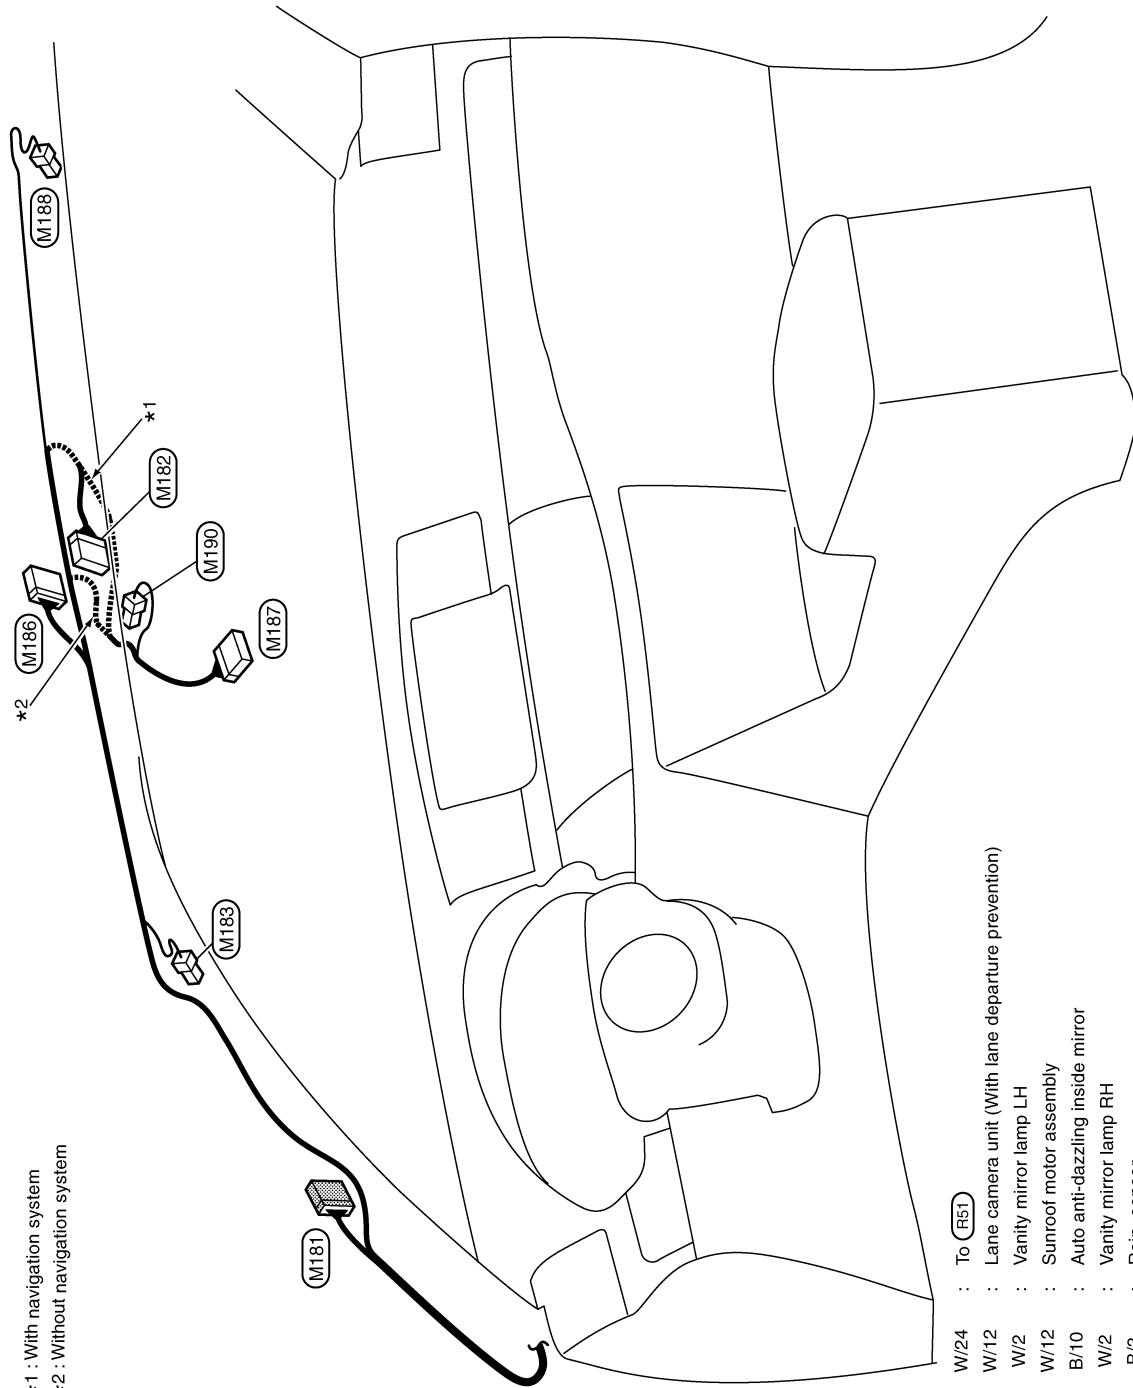 *1 : With navigation system
*2 : Without navigation system
M188
*1
M182
M190
M186
M187
*2
M183
M181
W/24 : To R51
W/12 : Lane camera unit (With lane departure prevention)
W/2 : Vanity mirror lamp LH
W/12 : Sunroof motor assembly
B/10 : Auto anti-dazzling inside mirror
W/2 : Vanity mirror lamp RH